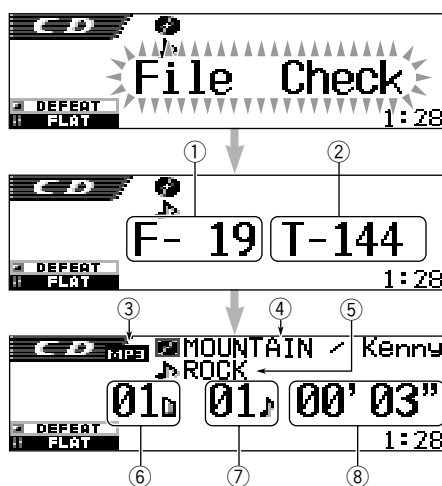 CD
File Check
DEFEAT
FLAT 1:28
① ②
CD
F- 19 T-144
DEFEAT
FLAT 1:28
③ ④ ⑤
CD MP3 MOUNTAIN / Kenny
ROCK
01 01 00' 03"
DEFEAT
FLAT 1:28
⑥ ⑦ ⑧